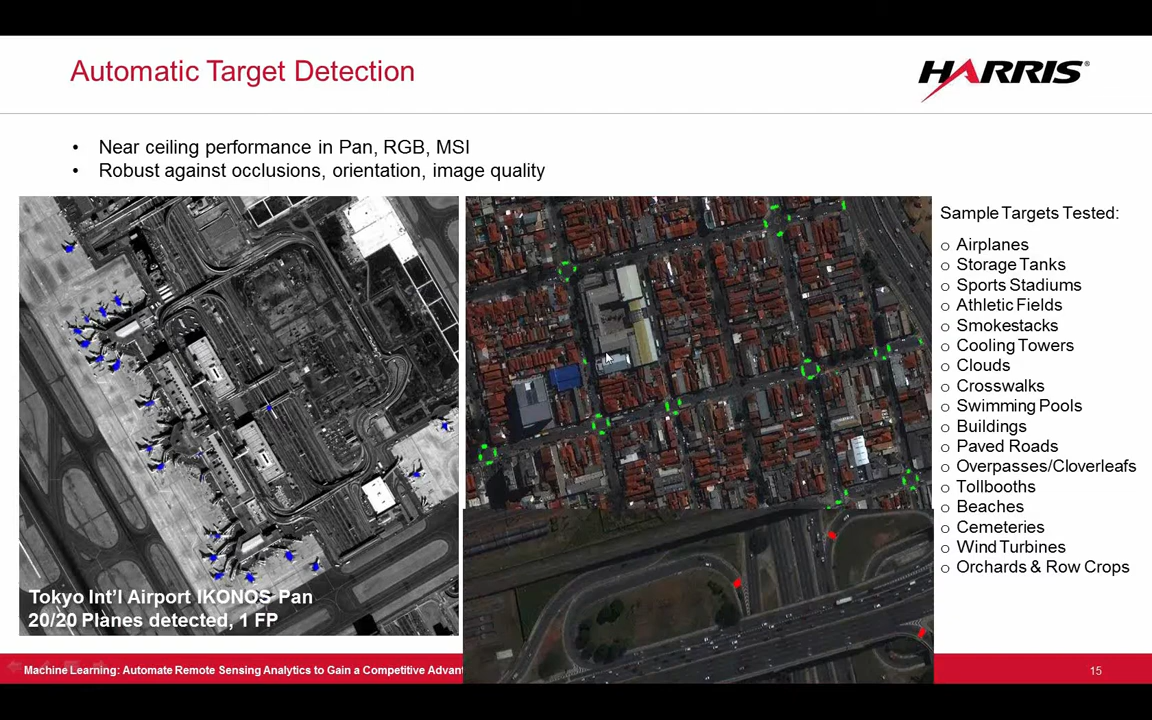 Automatic Target Detection
HARRIS®
• Near ceiling performance in Pan, RGB, MSI
• Robust against occlusions, orientation, image quality
Tokyo Int'l Airport IKONOS Pan
20/20 Planes detected, 1 FP
Sample Targets Tested:
o Airplanes
o Storage Tanks
o Sports Stadiums
o Athletic Fields
o Smokestacks
o Cooling Towers
o Clouds
o Crosswalks
o Swimming Pools
o Buildings
o Paved Roads
o Overpasses/Cloverleafs
o Tollbooths
o Beaches
o Cemeteries
o Wind Turbines
o Orchards & Row Crops
Machine Learning: Automate Remote Sensing Analytics to Gain a Competitive Advant
15